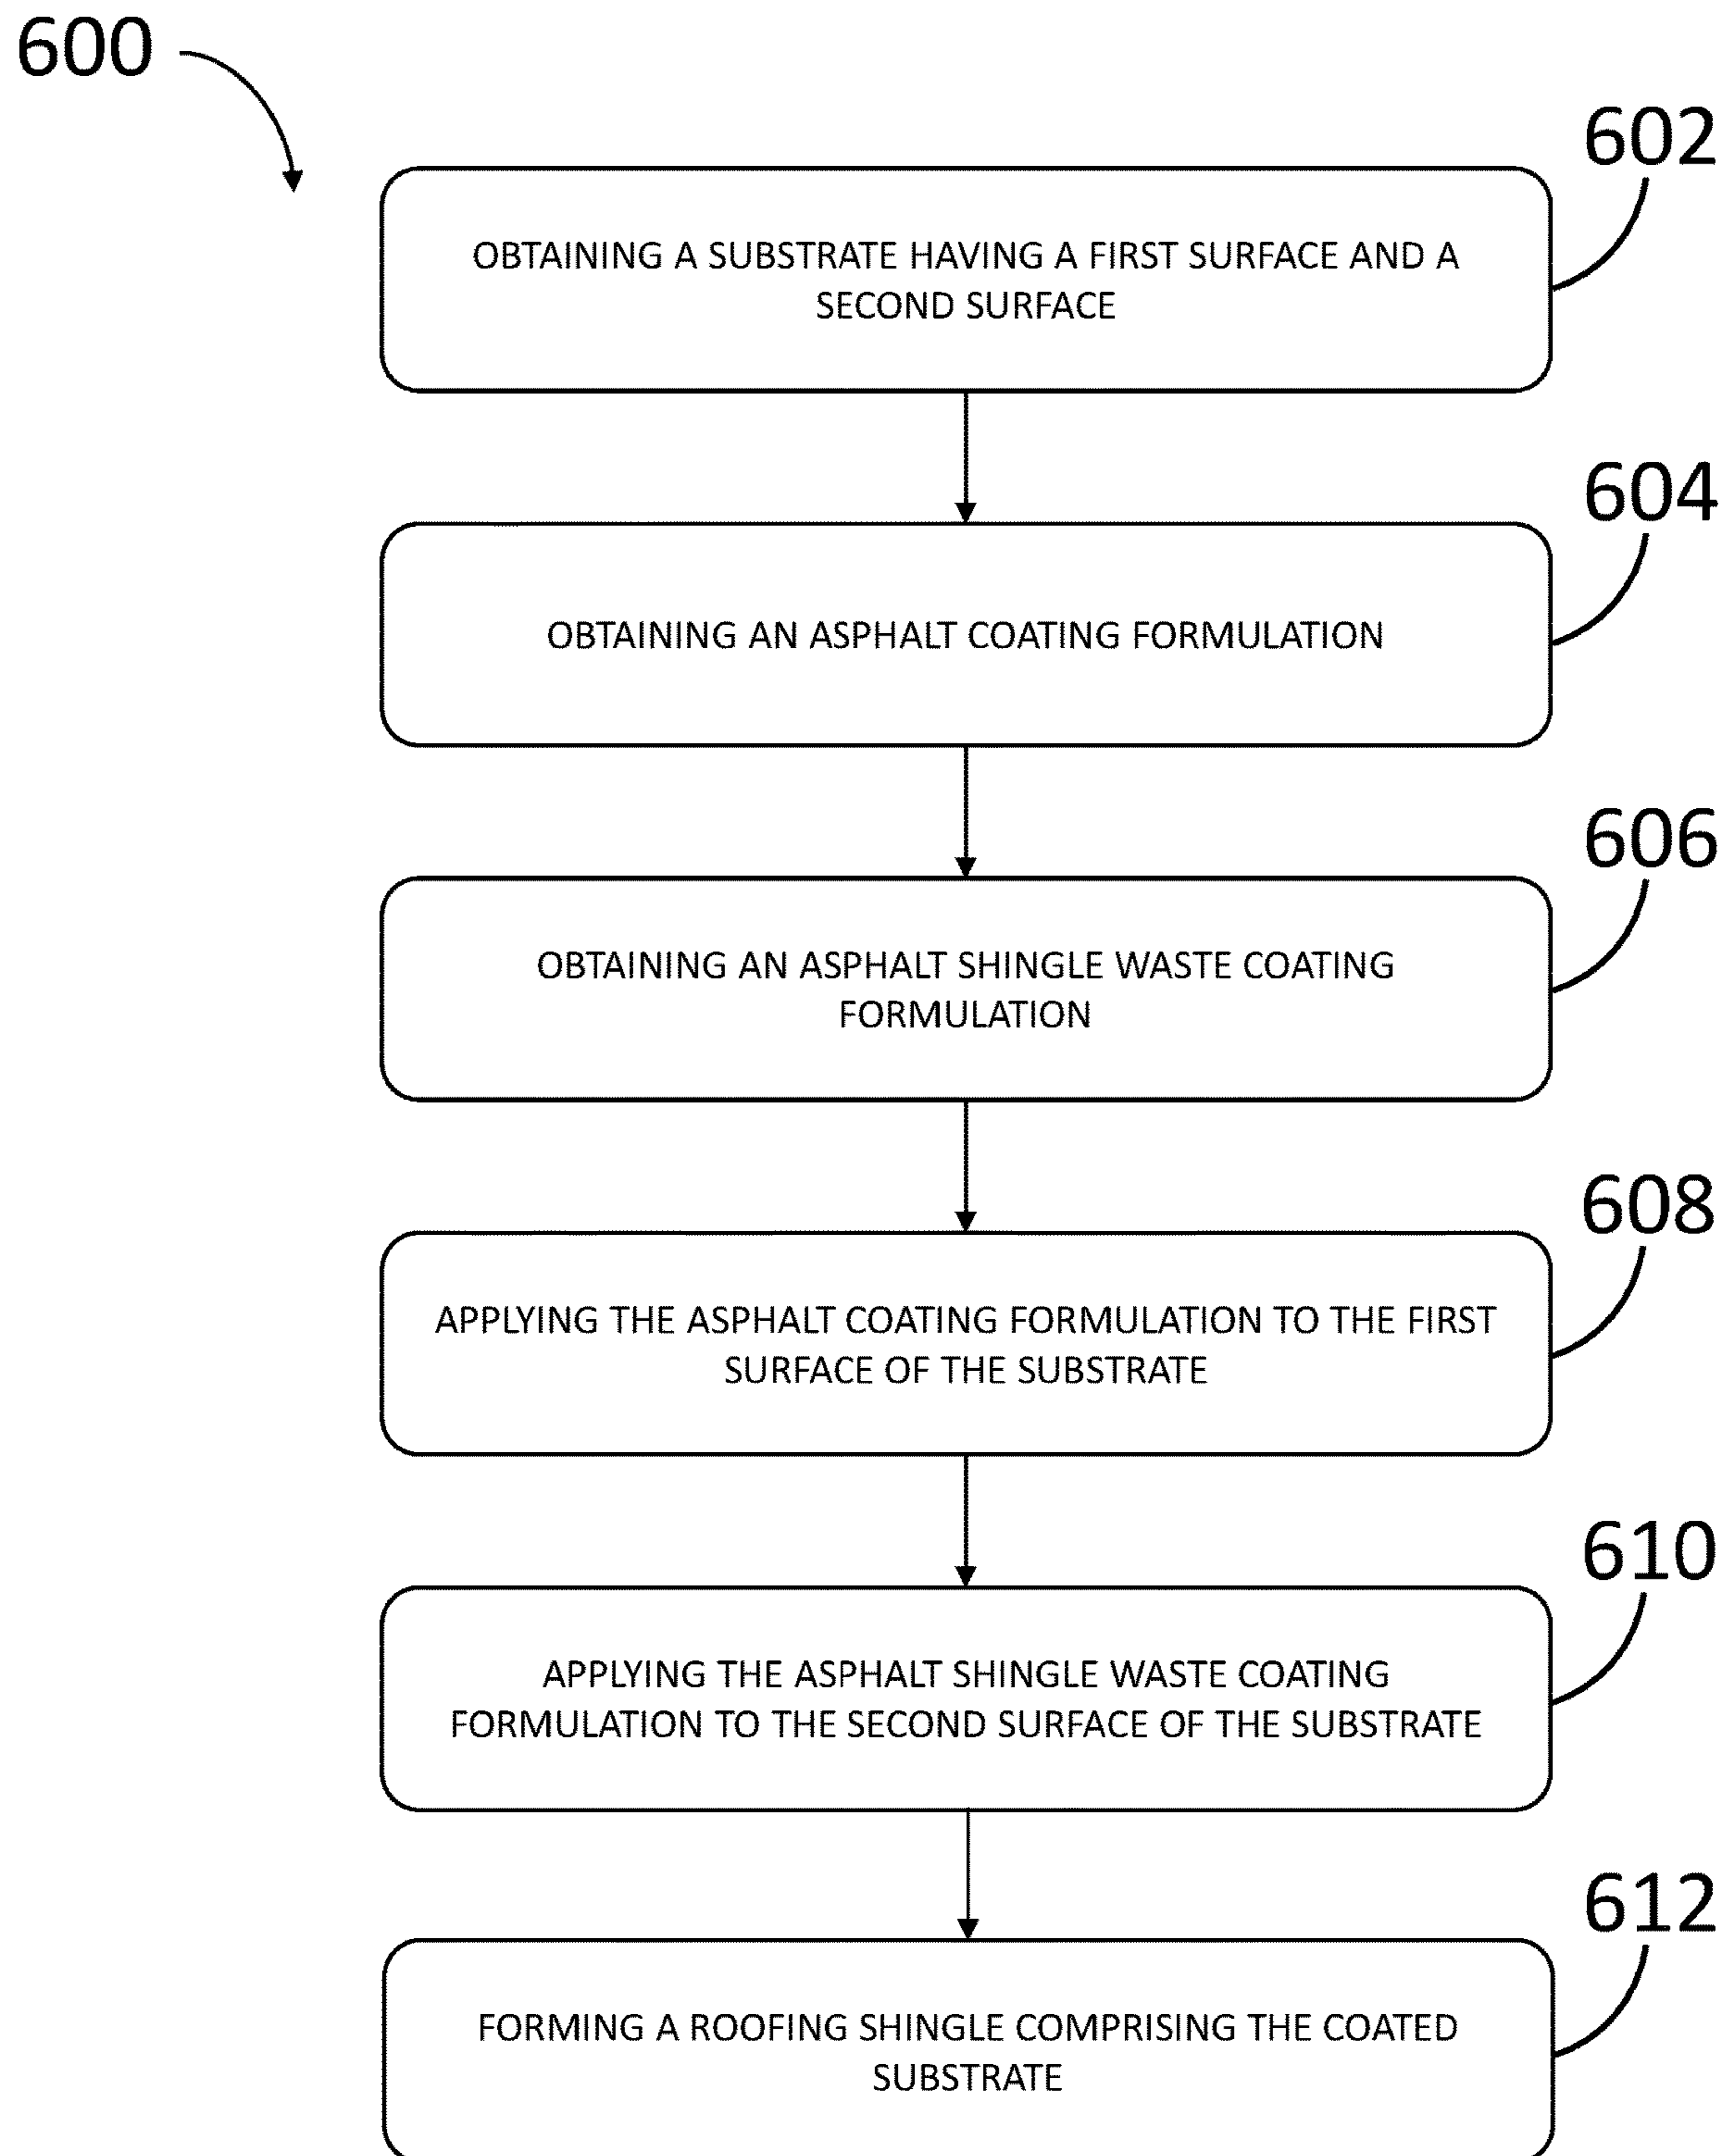 600
602
OBTAINING A SUBSTRATE HAVING A FIRST SURFACE AND A
SECOND SURFACE
604
OBTAINING AN ASPHALT COATING FORMULATION
606
OBTAINING AN ASPHALT SHINGLE WASTE COATING
FORMULATION
608
APPLYING THE ASPHALT COATING FORMULATION TO THE FIRST
SURFACE OF THE SUBSTRATE
610
APPLYING THE ASPHALT SHINGLE WASTE COATING
FORMULATION TO THE SECOND SURFACE OF THE SUBSTRATE
612
FORMING A ROOFING SHINGLE COMPRISING THE COATED
SUBSTRATE